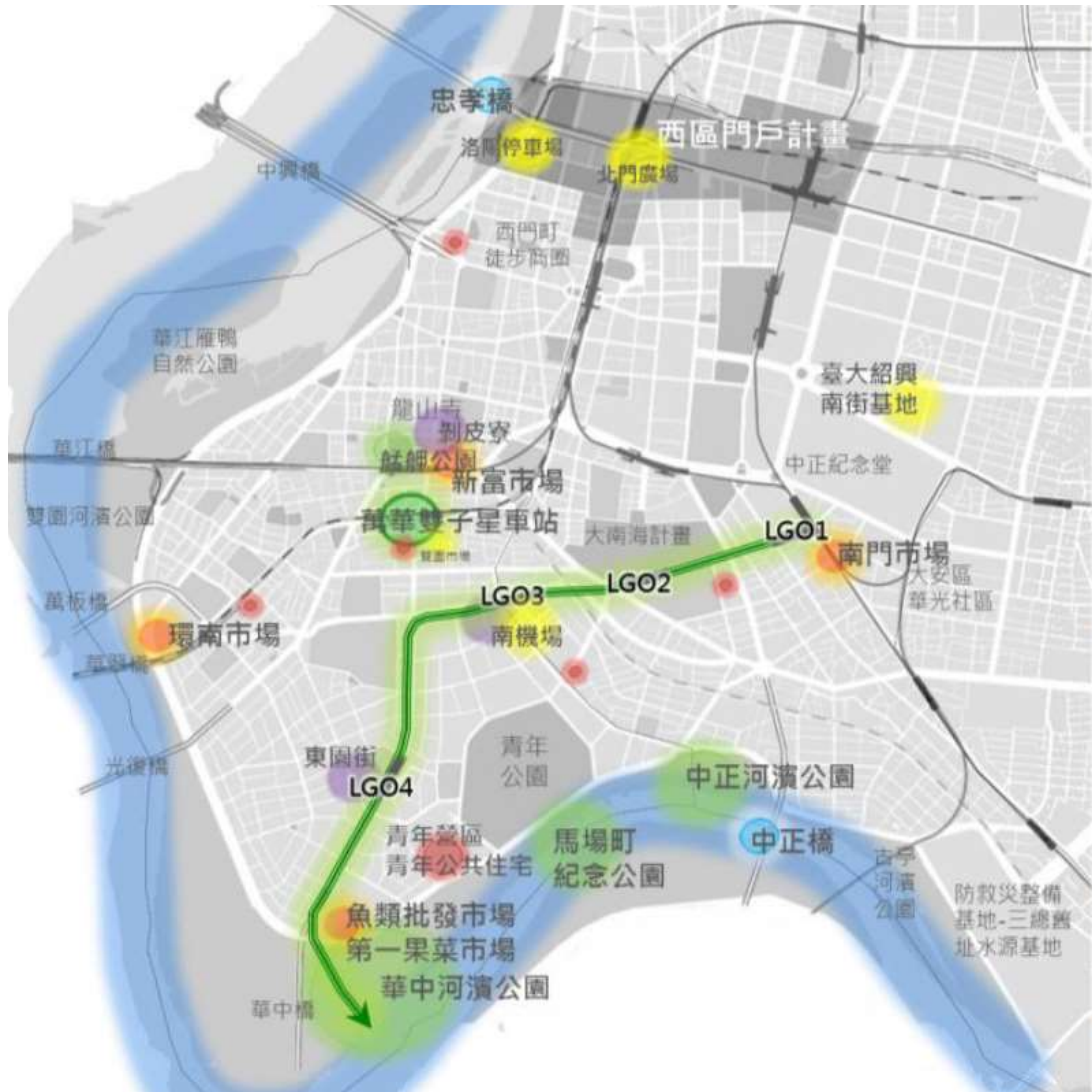 忠孝橋
西區門戶計畫
洛陽停車場
北門廣場
中興橋
西門町
徒步商圈
華江雁鴨
自然公園
臺大紹興
南街基地
龍山寺
剝皮寮
華江橋
艋舺公園
中正紀念堂
新富市場
雙園河濱公園
萬華雙子星車站
大南海計畫
LG01
南門市場
雙園市場
大安區
華光社區
LG02
萬板橋
LG03
環南市場
南機場
華翠橋
東園街
青年
公園
光復橋
中正河濱公園
LG04
青年營區
青年公共住宅
馬場町
紀念公園
中正橋
古亭
河濱
公園
防救災整備
基地-三總舊
址水源基地
魚類批發市場
第一果菜市場
華中河濱公園
華中橋